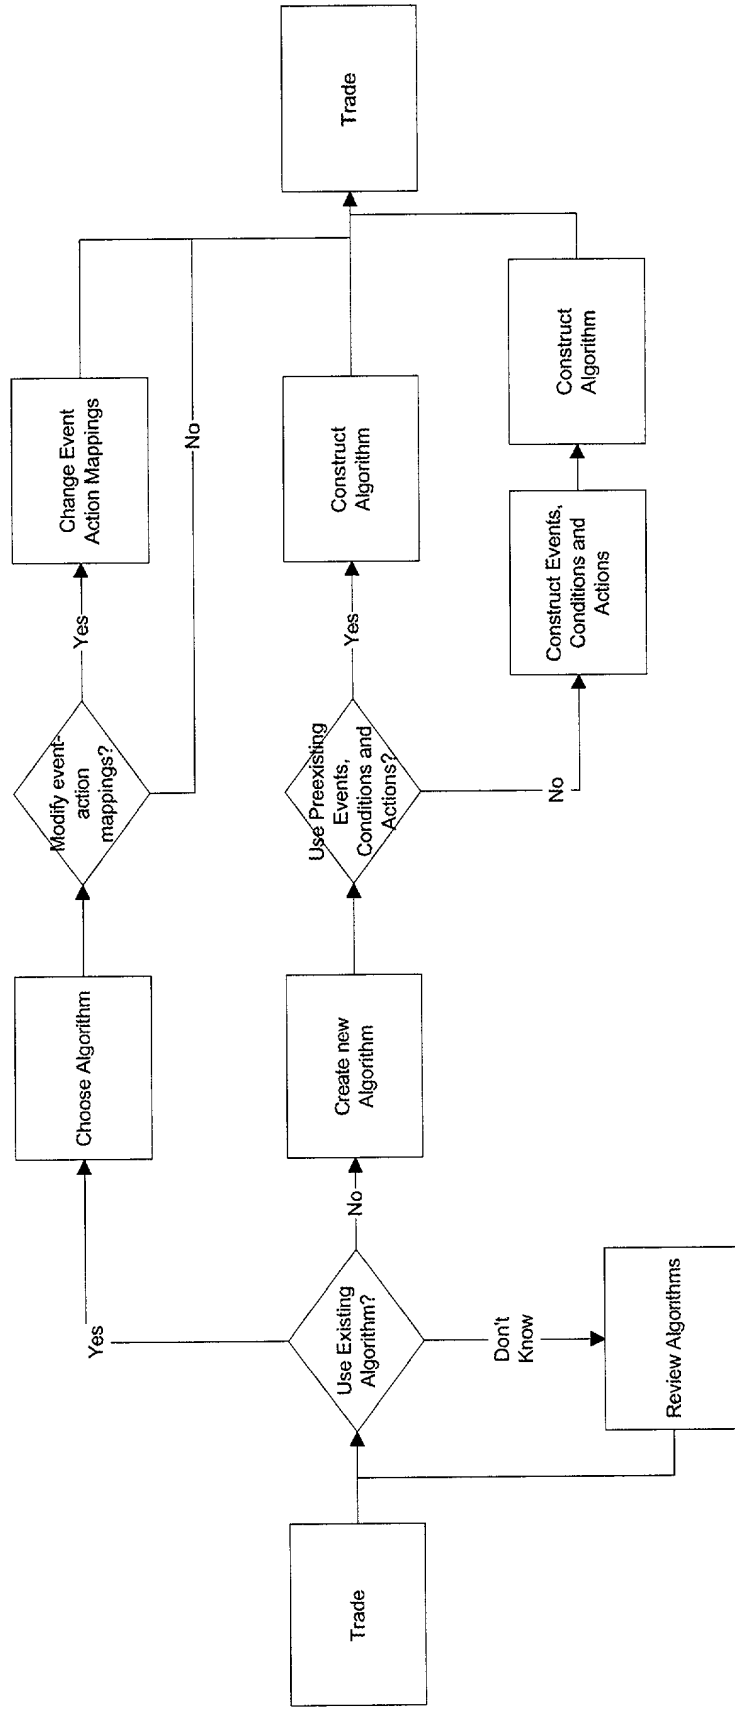 Trade
Use Existing
Algorithm?
Yes
No
Don't
Know
Review Algorithms
Choose Algorithm
Modify event-
action
mappings?
Yes
No
Change Event
Action Mappings
Create new
Algorithm
Use Preexisting
Events,
Conditions and
Actions?
Yes
No
Construct
Algorithm
Construct Events,
Conditions and
Actions
Construct
Algorithm
Trade